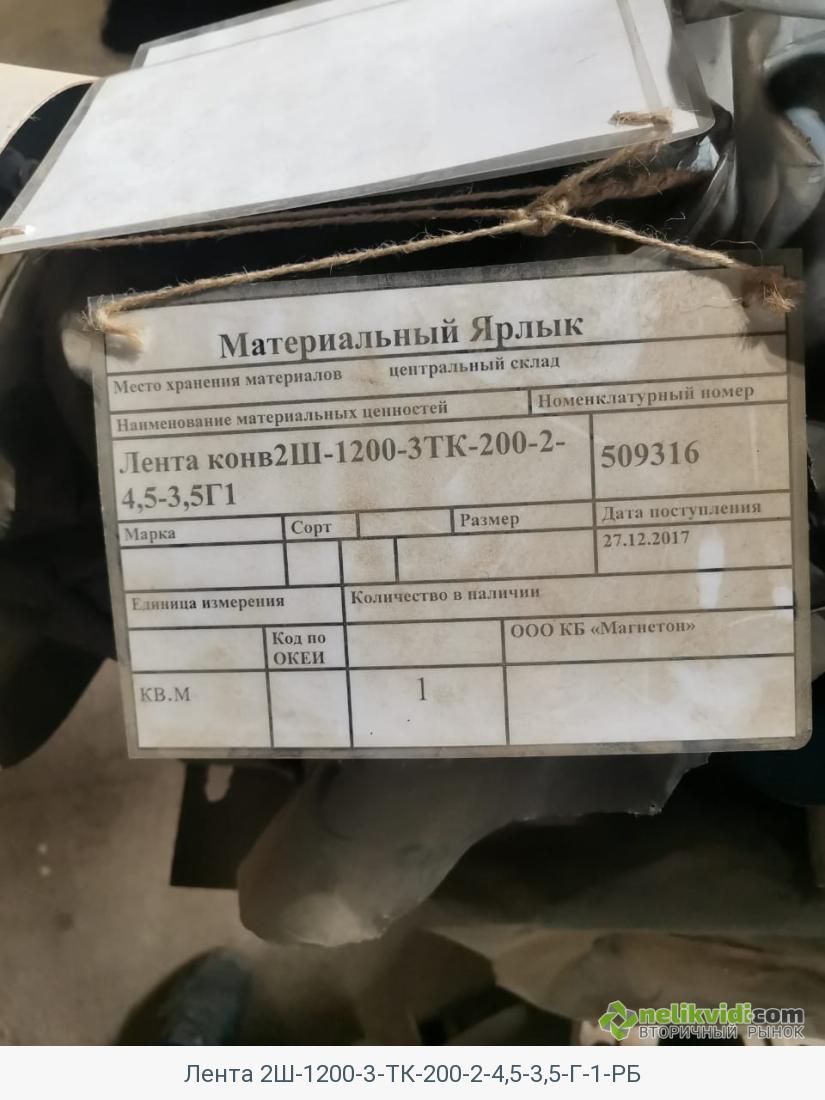 Материальный Ярлык
Место хранения материалов центральный склад
Наименование материальных ценностей Номенклатурный номер
Лента конв2Ш-1200-3ТК-200-2-
4,5-3,5Г1
509316
Марка Сорт Размер Дата поступления
27.12.2017
Единица измерения Количество в наличии
Код по
ОКЕИ
ООО КБ «Магнетон»
КВ.М 1
nelikvidi.com
ВТОРИЧНЫЙ РЫНОК
Лента 2Ш-1200-3-ТК-200-2-4,5-3,5-Г-1-РБ